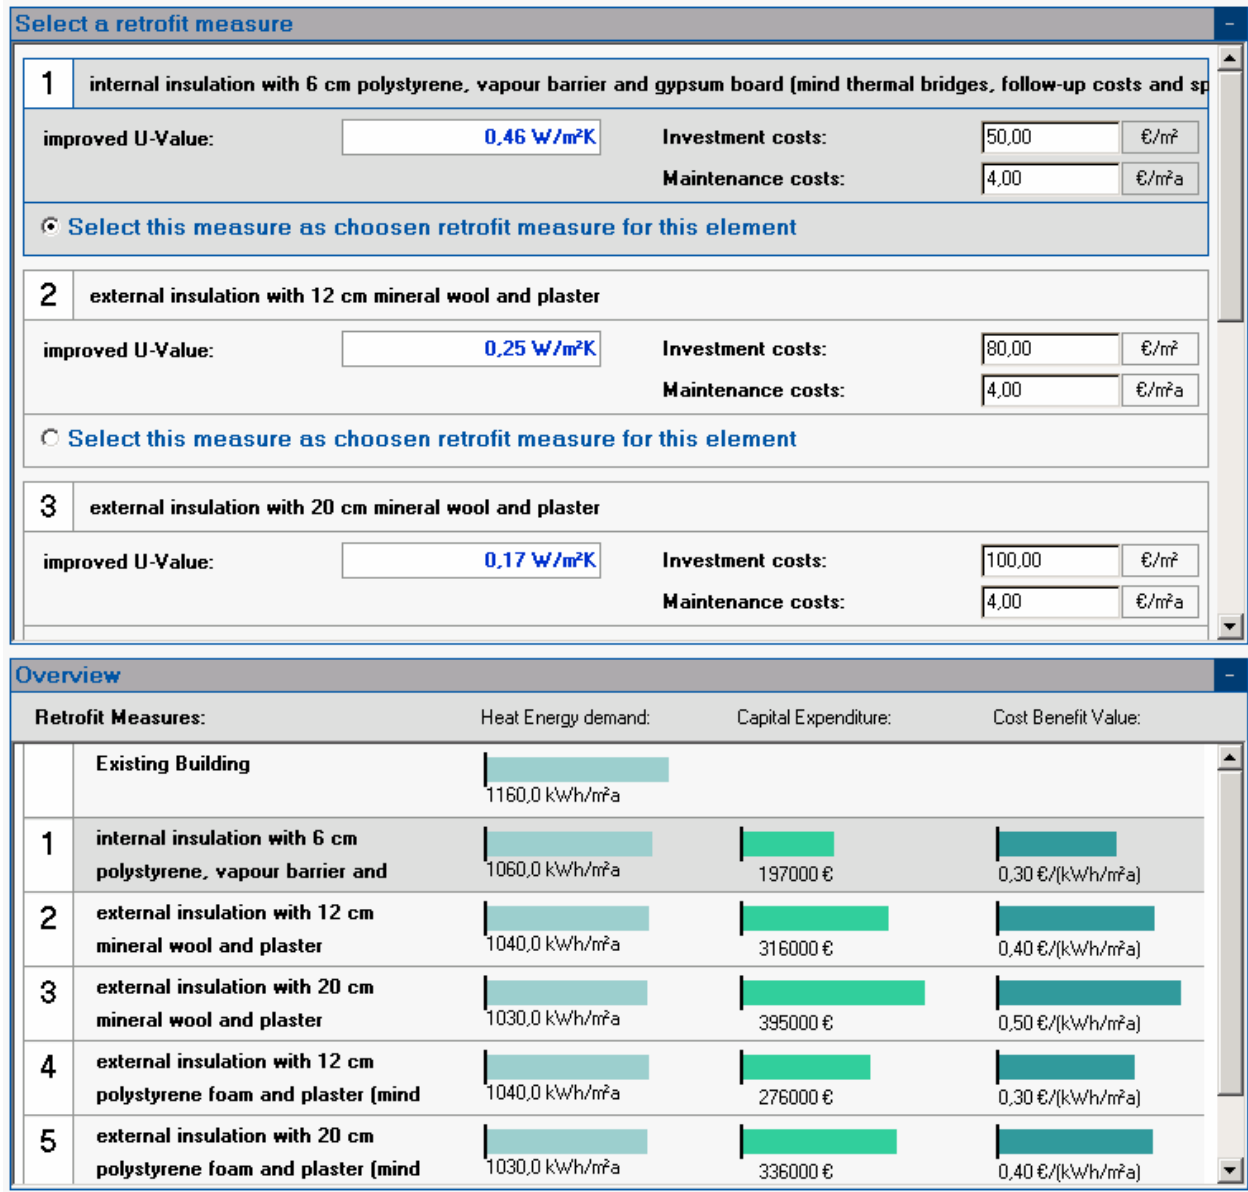 Select a retrofit measure
1 internal insulation with 6 cm polystyrene, vapour barrier and gypsum board (mind thermal bridges, follow-up costs and sp
improved U-Value: 0,46 W/m²K Investment costs: 50,00 €/m²
Maintenance costs: 4,00 €/m²a
Select this measure as choosen retrofit measure for this element
2 external insulation with 12 cm mineral wool and plaster
improved U-Value: 0,25 W/m²K Investment costs: 80,00 €/m²
Maintenance costs: 4,00 €/m²a
Select this measure as choosen retrofit measure for this element
3 external insulation with 20 cm mineral wool and plaster
improved U-Value: 0,17 W/m²K Investment costs: 100,00 €/m²
Maintenance costs: 4,00 €/m²a
Overview
Retrofit Measures: Heat Energy demand: Capital Expenditure: Cost Benefit Value:
Existing Building
1160,0 kWh/m²a
1 internal insulation with 6 cm
polystyrene, vapour barrier and
1060,0 kWh/m²a 197000 € 0,30 €/(kWh/m²a)
2 external insulation with 12 cm
mineral wool and plaster
1040,0 kWh/m²a 316000 € 0,40 €/(kWh/m²a)
3 external insulation with 20 cm
mineral wool and plaster
1030,0 kWh/m²a 395000 € 0,50 €/(kWh/m²a)
4 external insulation with 12 cm
polystyrene foam and plaster (mind
1040,0 kWh/m²a 276000 € 0,30 €/(kWh/m²a)
5 external insulation with 20 cm
polystyrene foam and plaster (mind
1030,0 kWh/m²a 336000 € 0,40 €/(kWh/m²a)